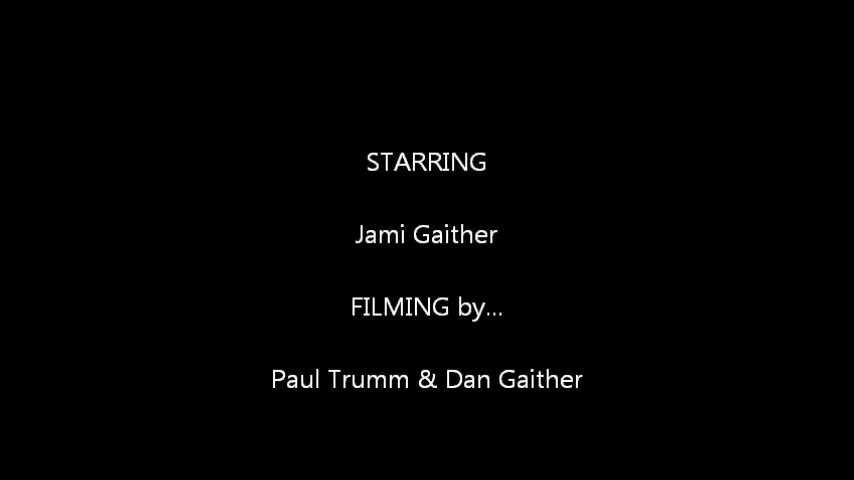 STARRING
Jami Gaither
FILMING by...
Paul Trumm & Dan Gaither